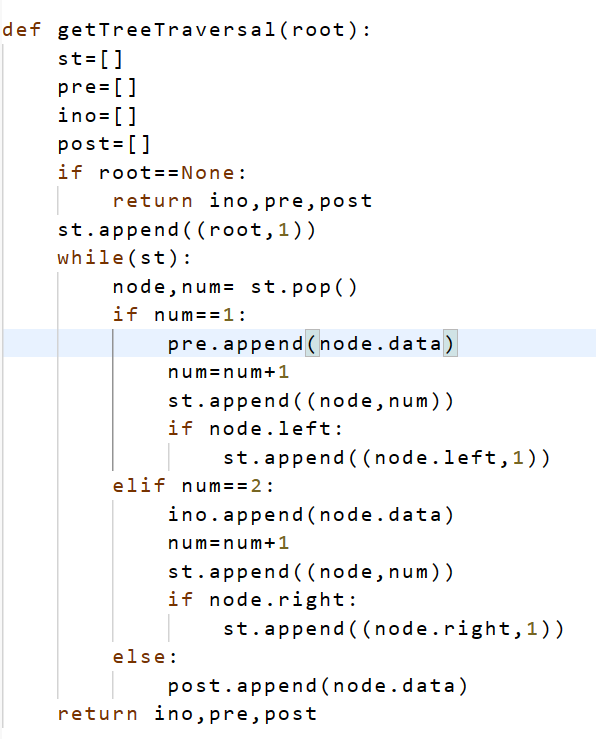 def getTreeTraversal(root):
    st=[]
    pre=[]
    ino=[]
    post=[]
    if root==None:
        return ino,pre,post
    st.append((root,1))
    while(st):
        node,num= st.pop()
        if num==1:
            pre.append(node.data)
            num=num+1
            st.append((node,num))
            if node.left:
                st.append((node.left,1))
        elif num==2:
            ino.append(node.data)
            num=num+1
            st.append((node,num))
            if node.right:
                st.append((node.right,1))
        else:
            post.append(node.data)
    return ino,pre,post